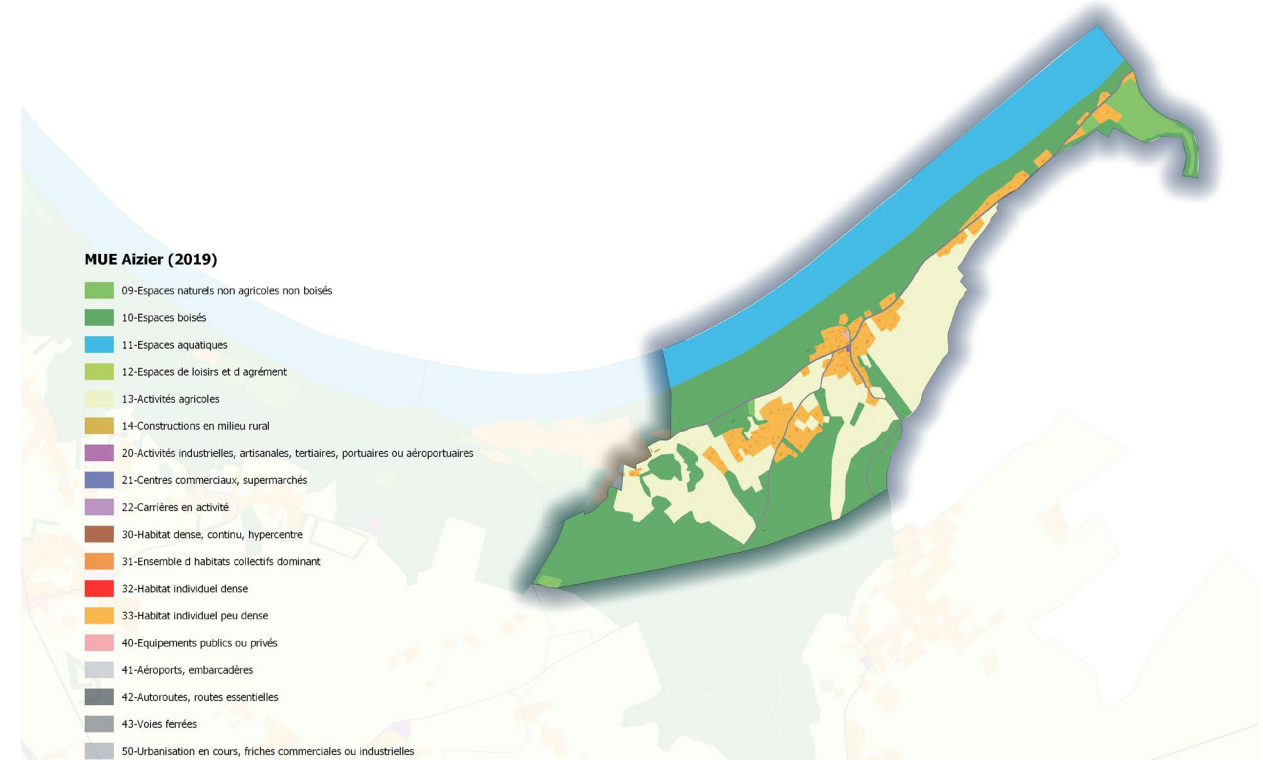 MUE Aizier (2019)
09-Espaces naturels non agricoles non boisés
10-Espaces boisés
11-Espaces aquatiques
12-Espaces de loisirs et d agrément
13-Activités agricoles
14-Constructions en milieu rural
20-Activités industrielles, artisanales, tertiaires, portuaires ou aéroportuaires
21-Centres commerciaux, supermarchés
22-Carrières en activité
30-Habitat dense, continu, hypercentre
31-Ensemble d habitats collectifs dominant
32-Habitat individuel dense
33-Habitat individuel peu dense
40-Equipements publics ou privés
41-Aéroports, embarcadères
42-Autoroutes, routes essentielles
43-Voies ferrées
50-Urbanisation en cours, friches commerciales ou industrielles